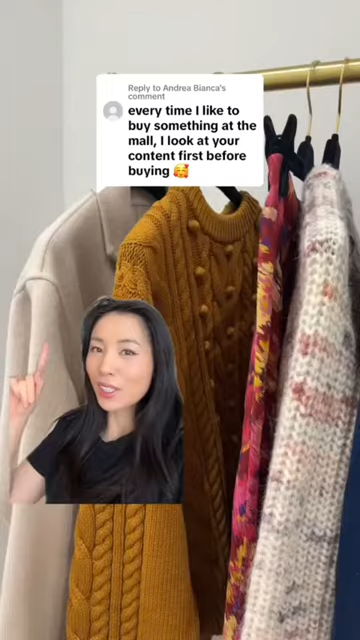 Reply to Andrea Bianca's
comment
every time I like to
buy something at the
mall, I look at your
content first before
buying 🥰